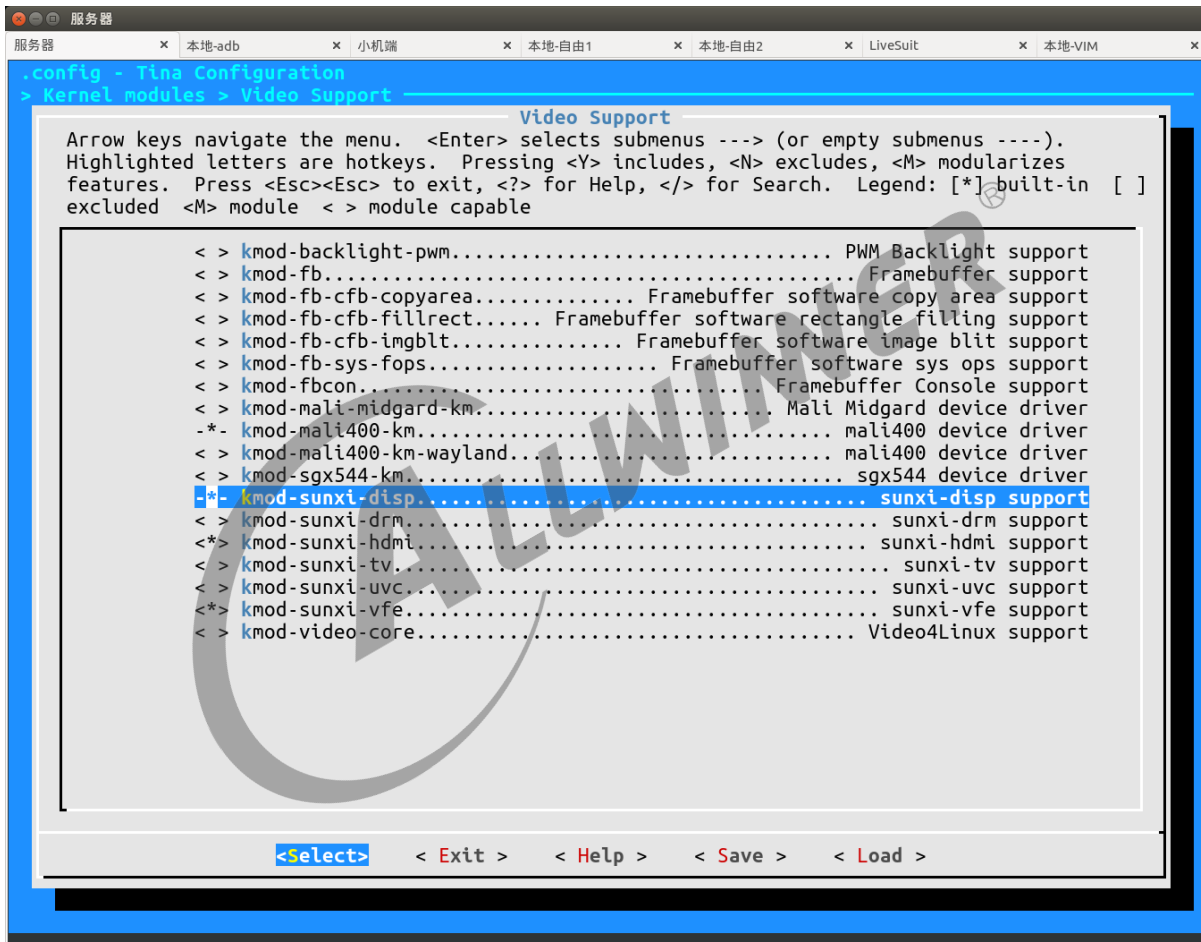 服务器
服务器 × 本地-adb × 小机端 × 本地-自由1 × 本地-自由2 × LiveSuit × 本地-VIM ×
.config - Tina Configuration
> Kernel modules > Video Support
Video Support
Arrow keys navigate the menu.  <Enter> selects submenus ---> (or empty submenus ----).
Highlighted letters are hotkeys.  Pressing <Y> includes, <N> excludes, <M> modularizes
features.  Press <Esc><Esc> to exit, <?> for Help, </> for Search.  Legend: [*] built-in  [ ]
excluded  <M> module  < > module capable
< > kmod-backlight-pwm................................. PWM Backlight support
< > kmod-fb.............................................. Framebuffer support
< > kmod-fb-cfb-copyarea.............. Framebuffer software copy area support
< > kmod-fb-cfb-fillrect...... Framebuffer software rectangle filling support
< > kmod-fb-cfb-imgblt............... Framebuffer software image blit support
< > kmod-fb-sys-fops.................... Framebuffer software sys ops support
< > kmod-fbcon................................... Framebuffer Console support
< > kmod-mali-midgard-km.......................... Mali Midgard device driver
-*- kmod-mali400-km.................................... mali400 device driver
< > kmod-mali400-km-wayland............................ mali400 device driver
< > kmod-sgx544-km...................................... sgx544 device driver
-*- kmod-sunxi-disp....................................... sunxi-disp support
< > kmod-sunxi-drm......................................... sunxi-drm support
<*> kmod-sunxi-hdmi....................................... sunxi-hdmi support
< > kmod-sunxi-tv........................................... sunxi-tv support
< > kmod-sunxi-uvc......................................... sunxi-uvc support
<*> kmod-sunxi-vfe......................................... sunxi-vfe support
< > kmod-video-core...................................... Video4Linux support
ALLWINNER®
<Select>    < Exit >    < Help >    < Save >    < Load >